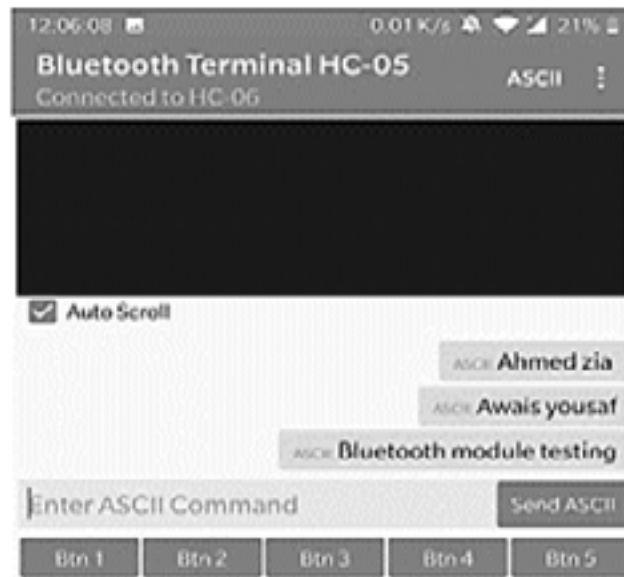 12:06:08 0.01 K/s 21%
Bluetooth Terminal HC-05
ASCII
Connected to HC-06
Auto Scroll
ASCII Ahmed zia
ASCII Awais yousaf
ASCII Bluetooth module testing
Enter ASCII Command Send ASCII
Btn 1 Btn 2 Btn 3 Btn 4 Btn 5